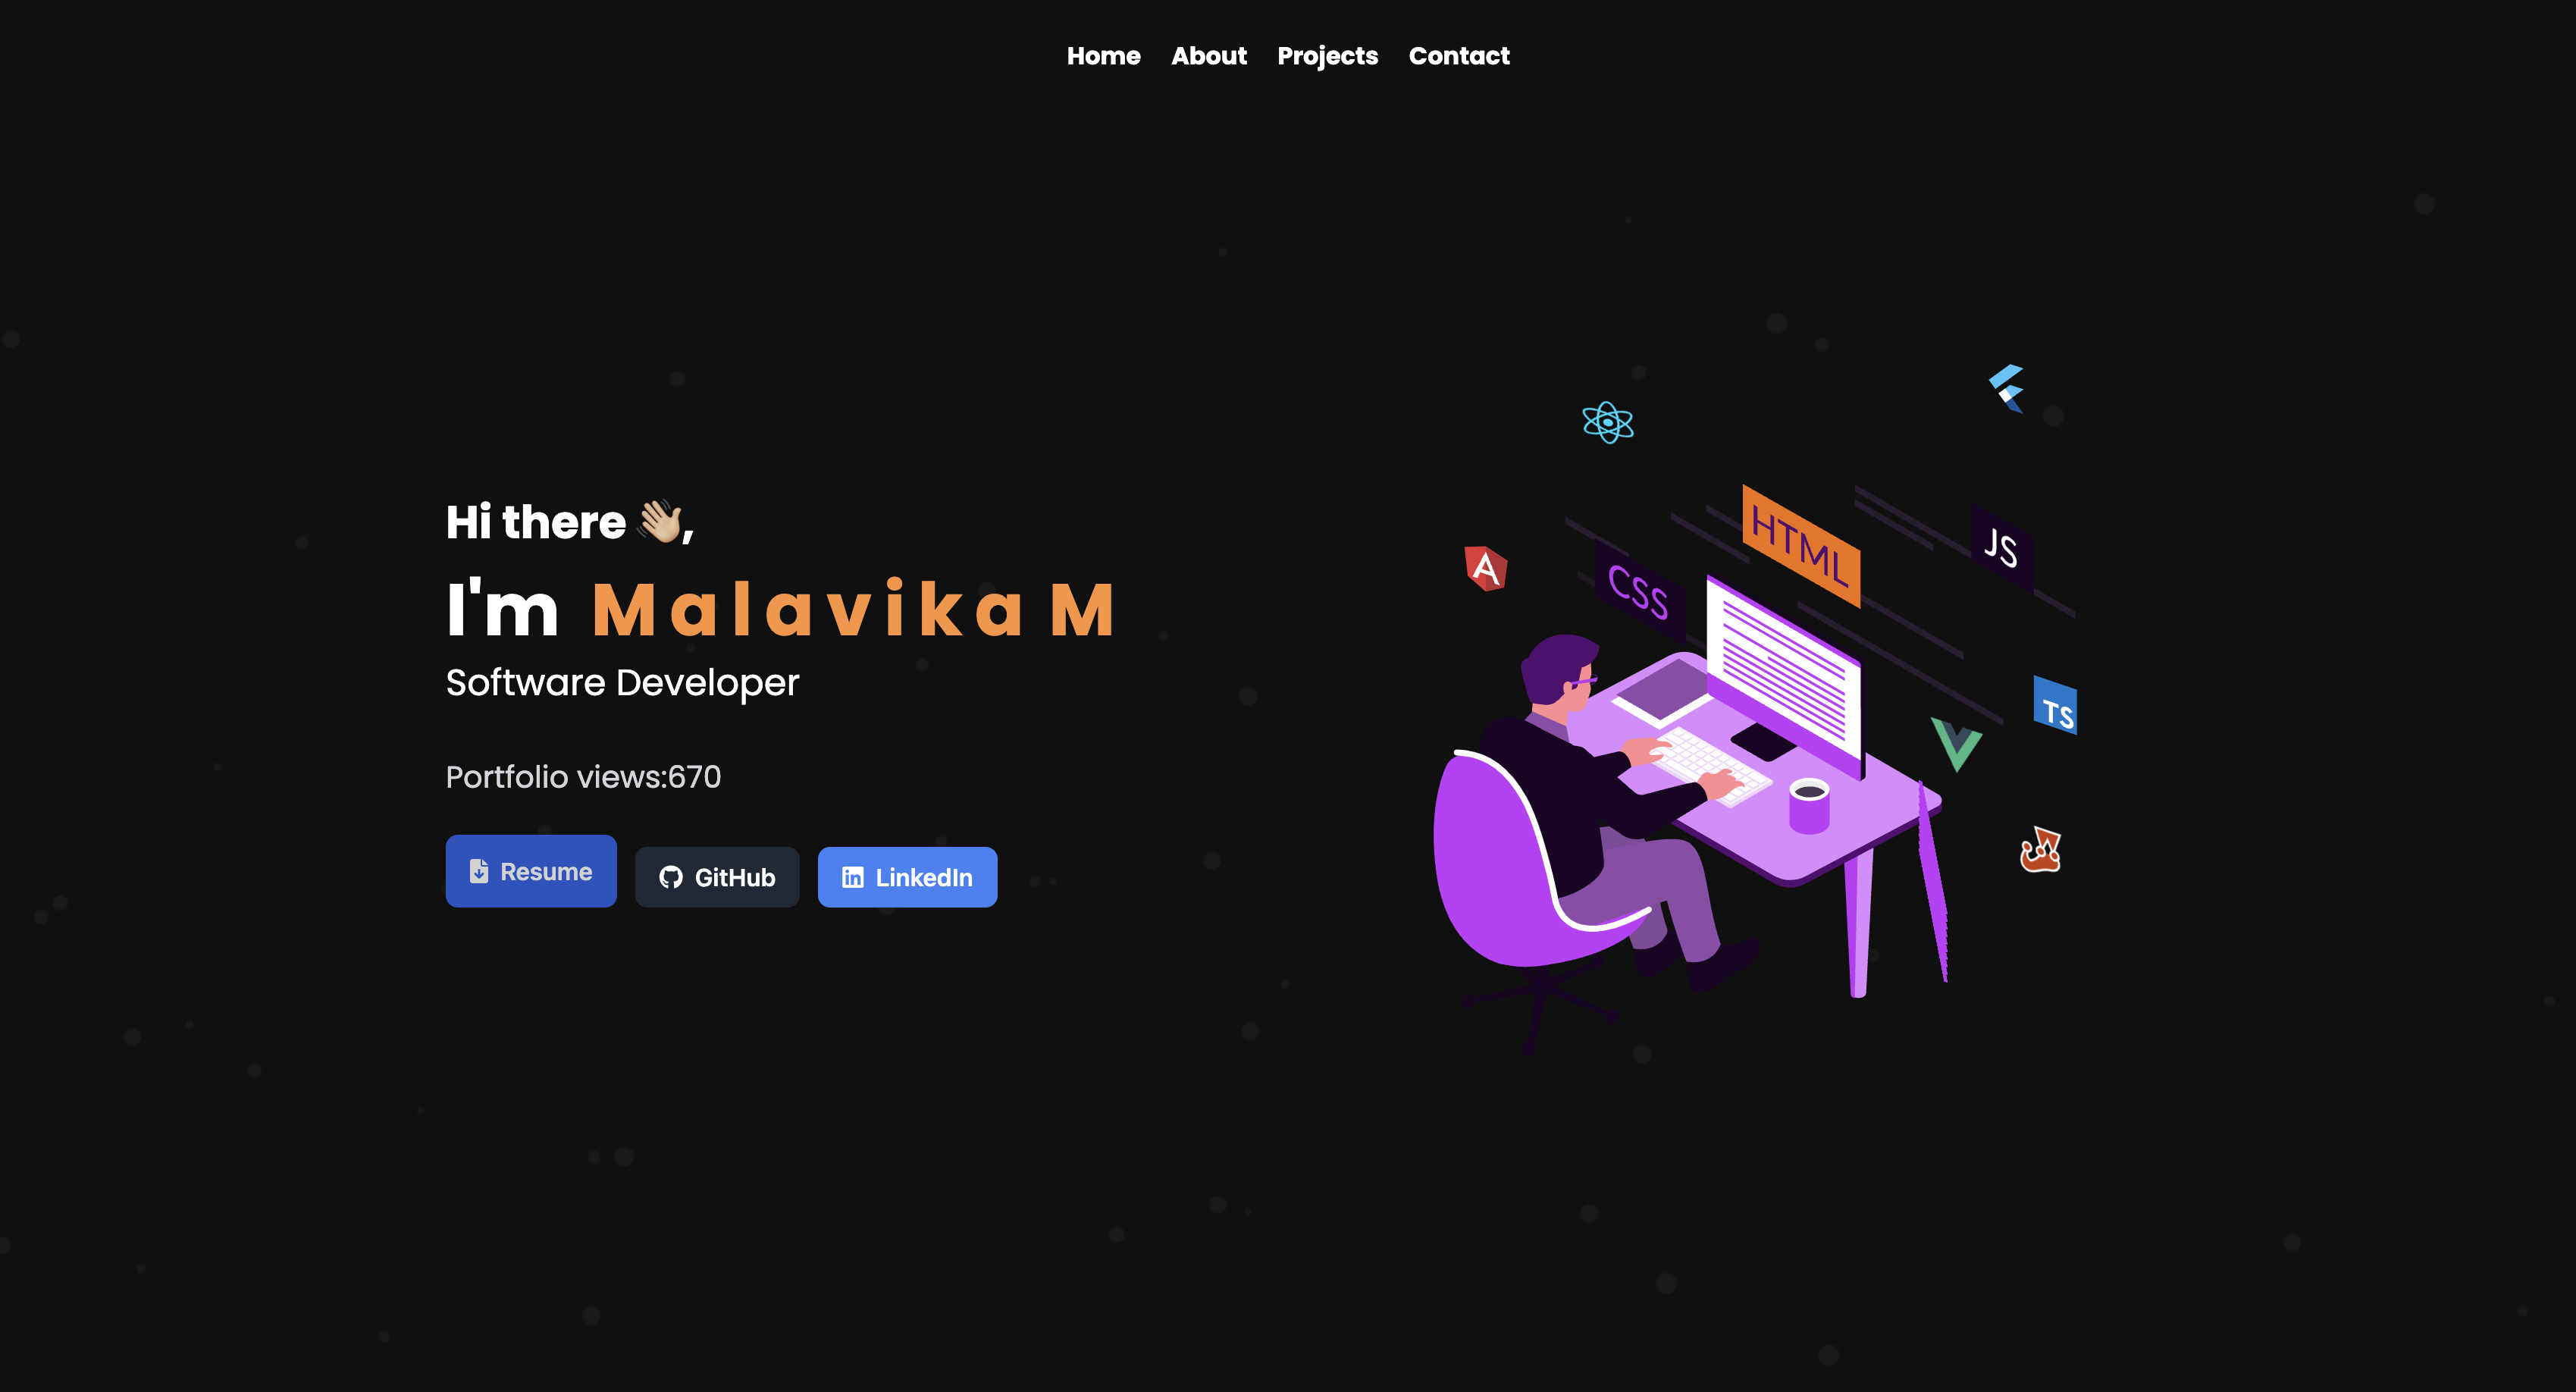 Home About Projects Contact
Hi there 👋🏼,
I'm Malavika M
Software Developer
Portfolio views:670
Resume GitHub LinkedIn
HTML
JS
CSS
TS